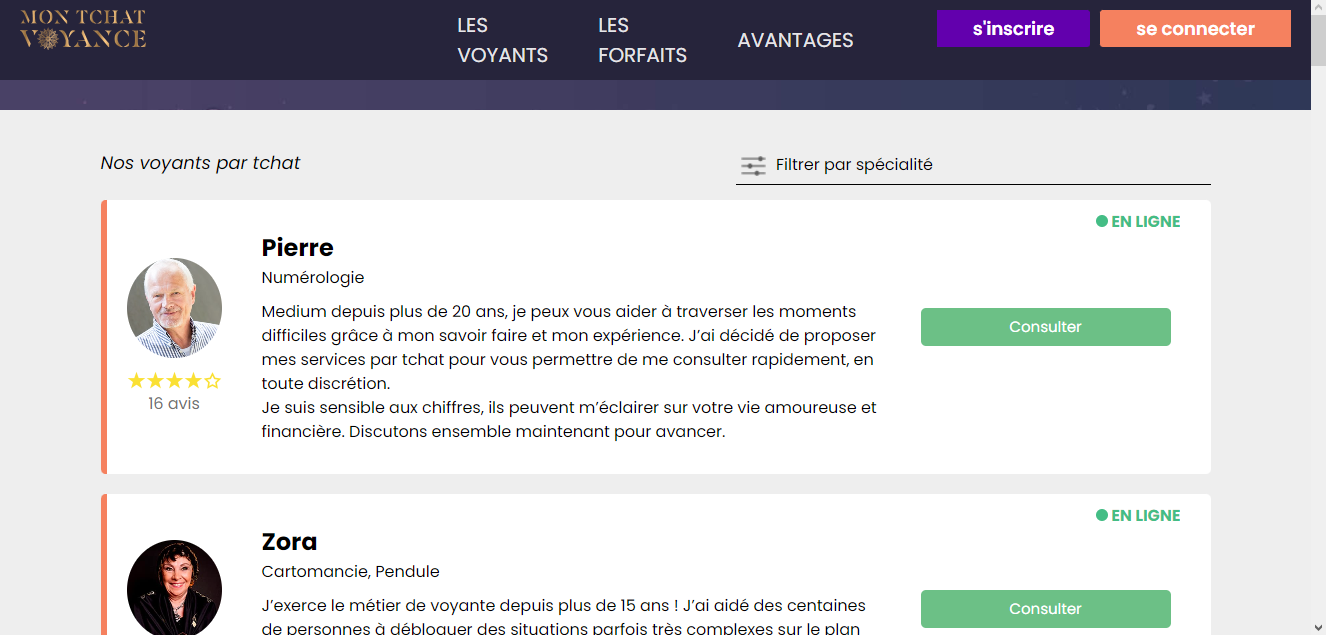 MON TCHAT
VOYANCE
LES
VOYANTS
LES
FORFAITS
AVANTAGES
s'inscrire
se connecter
Nos voyants par tchat
Filtrer par spécialité
EN LIGNE
Pierre
Numérologie
Medium depuis plus de 20 ans, je peux vous aider à traverser les moments
difficiles grâce à mon savoir faire et mon expérience. J’ai décidé de proposer
mes services par tchat pour vous permettre de me consulter rapidement, en
toute discrétion.
Je suis sensible aux chiffres, ils peuvent m’éclairer sur votre vie amoureuse et
financière. Discutons ensemble maintenant pour avancer.
16 avis
Consulter
EN LIGNE
Zora
Cartomancie, Pendule
J’exerce le métier de voyante depuis plus de 15 ans ! J’ai aidé des centaines
de personnes à débloquer des situations parfois très complexes sur le plan
Consulter